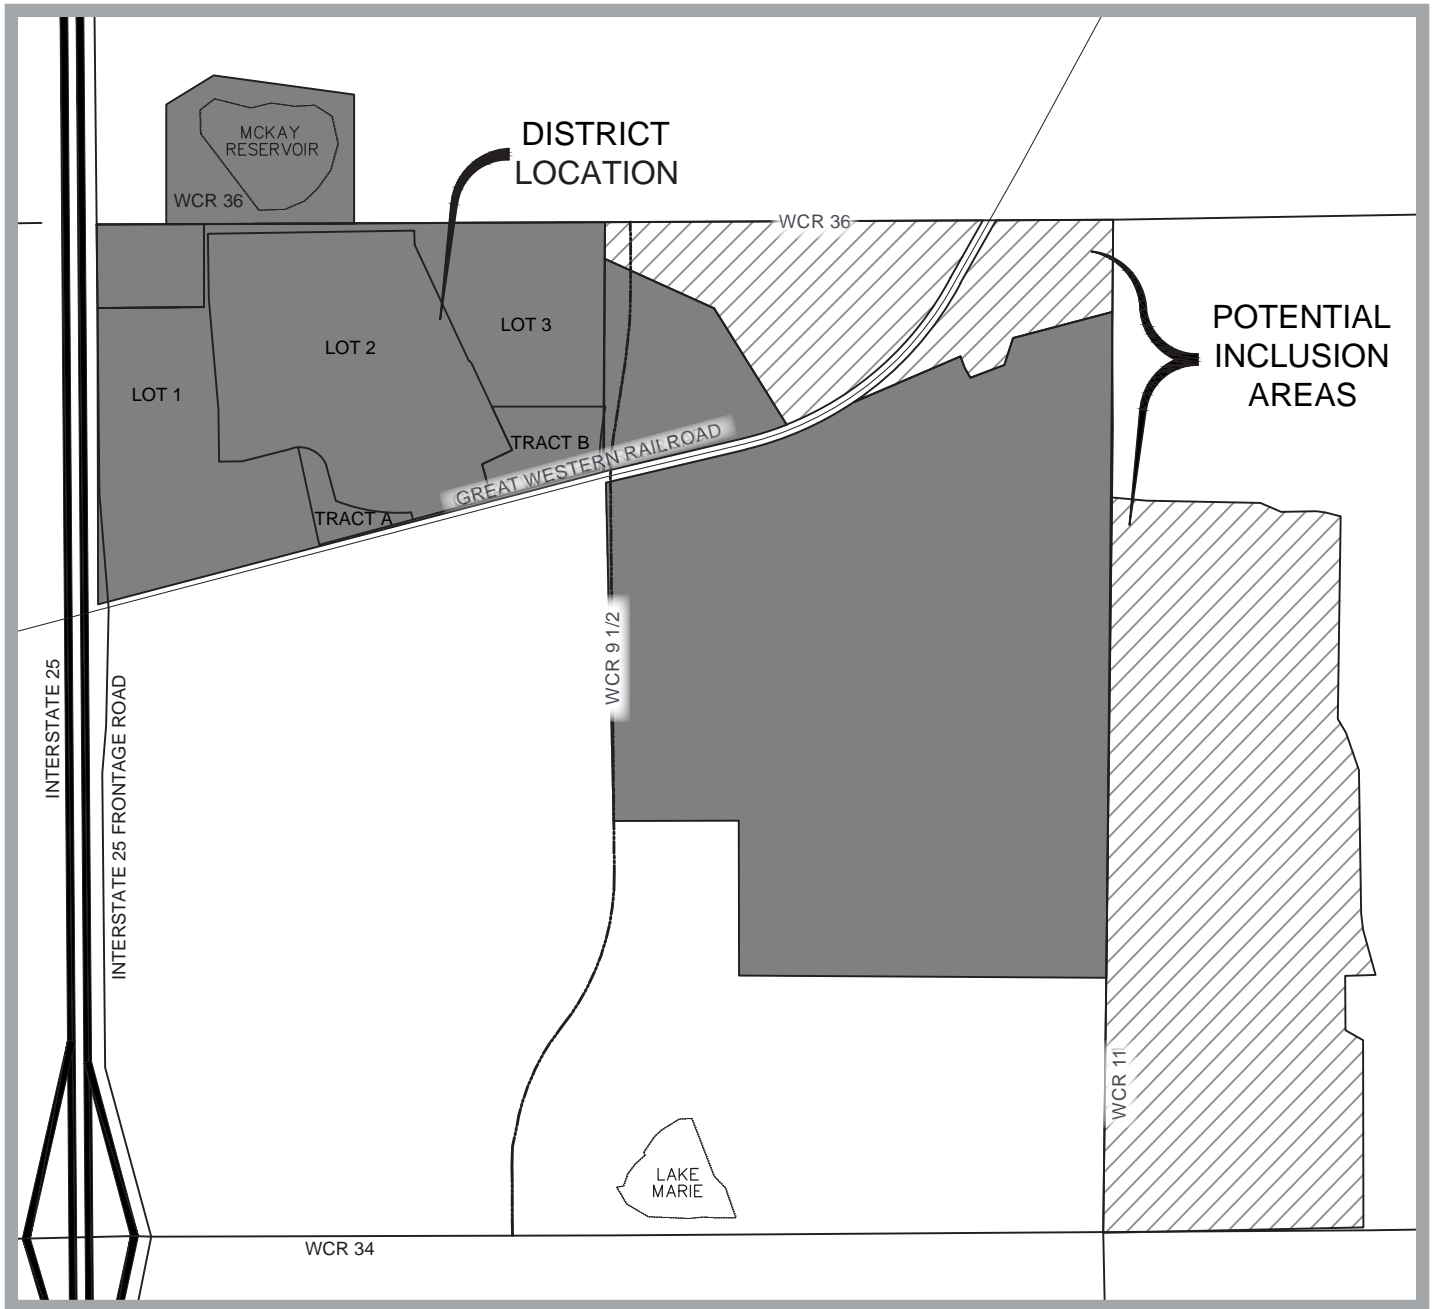 MCKAY
RESERVOIR
WCR 36
DISTRICT
LOCATION
WCR 36
POTENTIAL
INCLUSION
AREAS
LOT 3
LOT 2
LOT 1
TRACT B
GREAT WESTERN RAILROAD
TRACT A
WCR 9 1/2
INTERSTATE 25
INTERSTATE 25 FRONTAGE ROAD
WCR 11
LAKE
MARIE
WCR 34